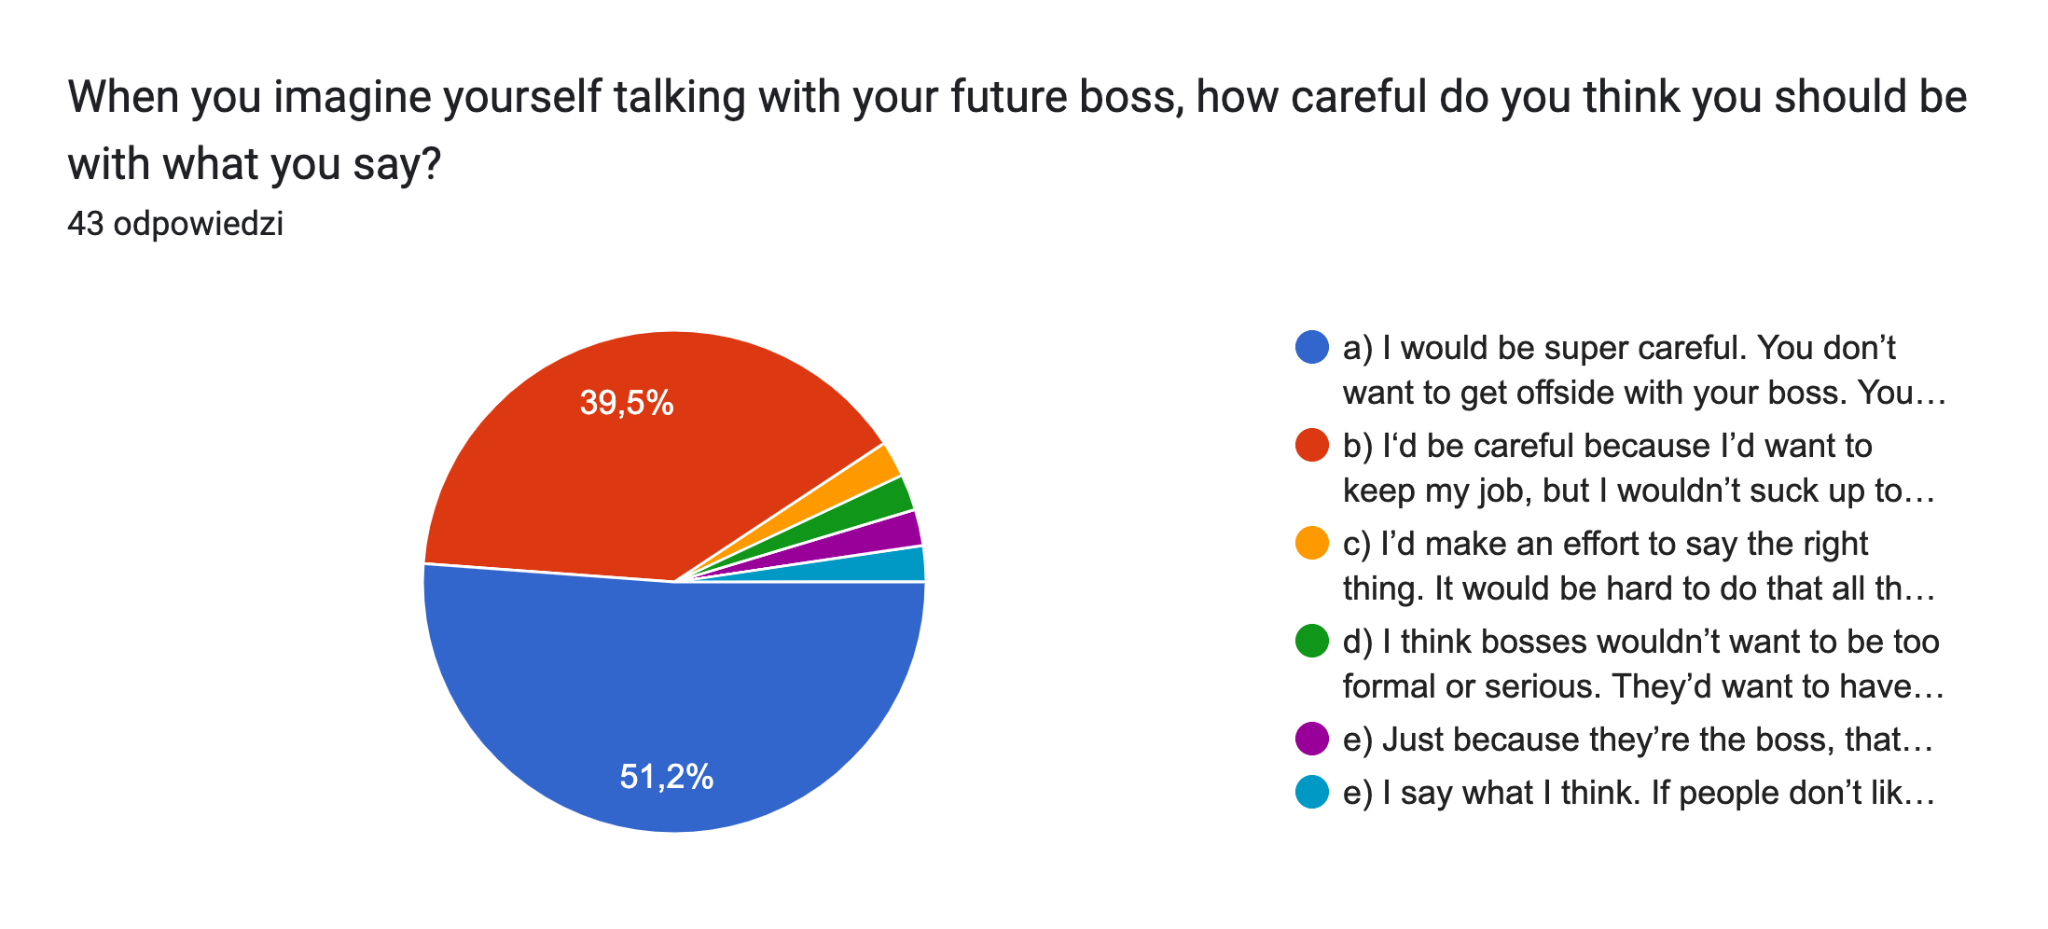 When you imagine yourself talking with your future boss, how careful do you think you should be
with what you say?
43 odpowiedzi
39,5%
51,2%
a) I would be super careful. You don’t
want to get offside with your boss. You…
b) I‘d be careful because I’d want to
keep my job, but I wouldn’t suck up to…
c) I’d make an effort to say the right
thing. It would be hard to do that all th…
d) I think bosses wouldn’t want to be too
formal or serious. They’d want to have…
e) Just because they’re the boss, that…
e) I say what I think. If people don’t lik…